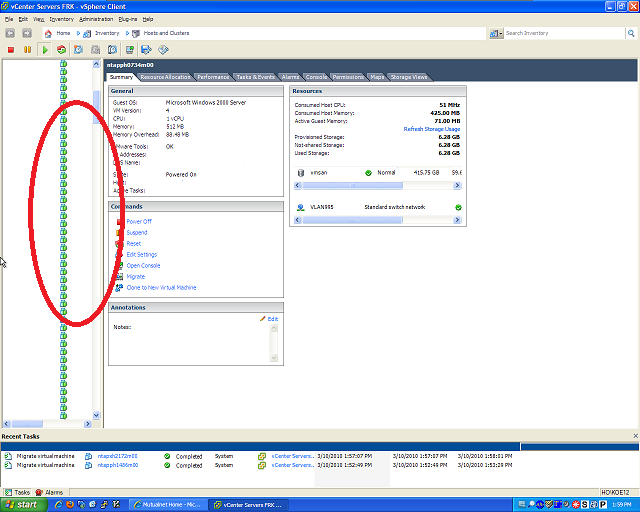 vCenter Servers FRK - vSphere Client
File Edit View Inventory Administration Plug-ins Help
Home Inventory Hosts and Clusters Search Inventory
ntapph0734m00
Summary Resource Allocation Performance Tasks & Events Alarms Console Permissions Maps Storage Views
General
Guest OS: Microsoft Windows 2000 Server
VM Version: 4
CPU: 1 vCPU
Memory: 512 MB
Memory Overhead: 88.48 MB
VMware Tools: OK
IP Addresses:
DNS Name:
State: Powered On
Host:
Active Tasks:
Commands
Power Off
Suspend
Reset
Edit Settings
Open Console
Migrate
Clone to New Virtual Machine
Annotations
Edit
Notes:
Resources
Consumed Host CPU: 51 MHz
Consumed Host Memory: 425.00 MB
Active Guest Memory: 71.00 MB
Refresh Storage Usage
Provisioned Storage: 6.28 GB
Not-shared Storage: 6.28 GB
Used Storage: 6.28 GB
vmsan Normal 415.75 GB 59.6
VLAN995 Standard switch network
Recent Tasks
Migrate virtual machine ntapxh2172m00 Completed System vCenter Servers... 3/10/2010 1:57:07 PM 3/10/2010 1:57:07 PM 3/10/2010 1:58:01 PM
Migrate virtual machine ntapph1486m00 Completed System vCenter Servers... 3/10/2010 1:52:49 PM 3/10/2010 1:52:49 PM 3/10/2010 1:53:29 PM
Tasks Alarms HO\KOE12
start Mutualnet Home - Mic... vCenter Servers FRK ... 1:59 PM